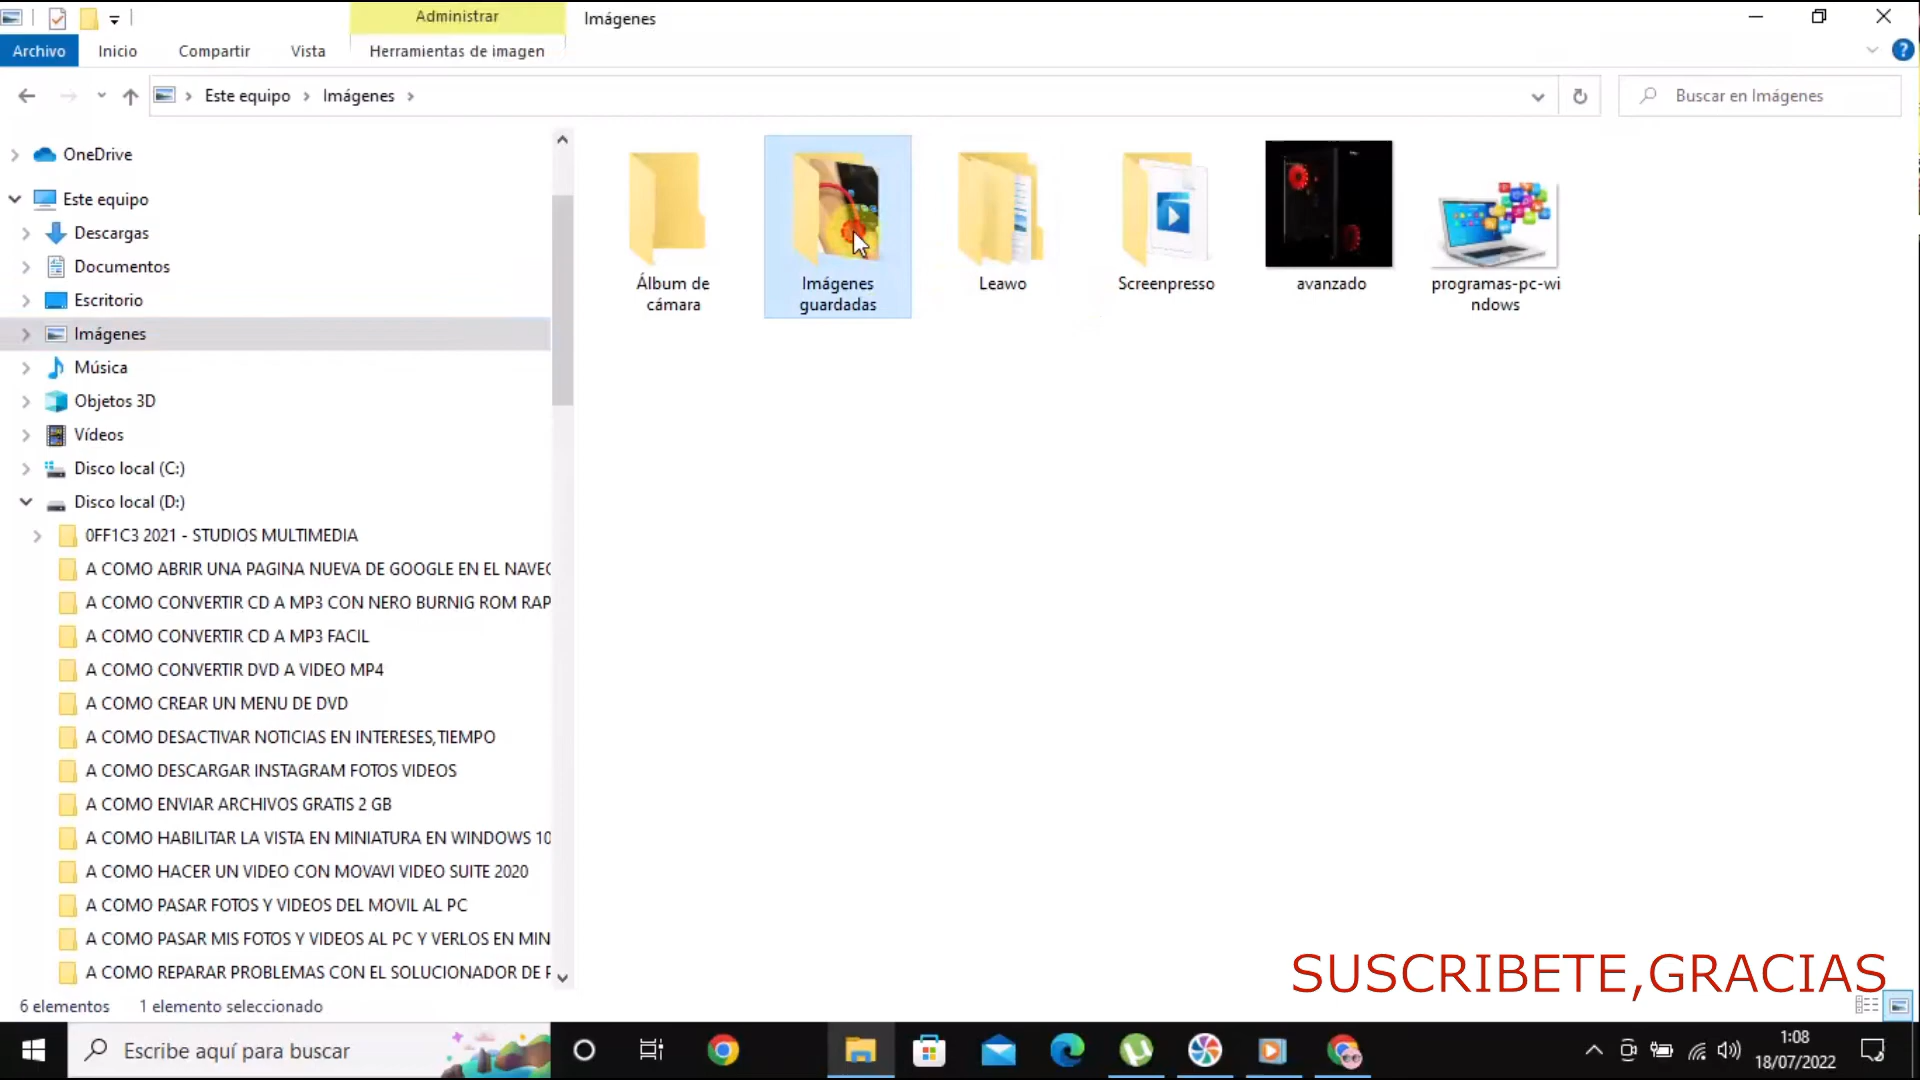 Administrar
Imágenes
Archivo
Inicio
Compartir
Vista
Herramientas de imagen
Este equipo
Imágenes
Buscar en Imágenes
OneDrive
Este equipo
Descargas
Documentos
Escritorio
Imágenes
Música
Objetos 3D
Vídeos
Disco local (C:)
Disco local (D:)
0FF1C3 2021 - STUDIOS MULTIMEDIA
A COMO ABRIR UNA PAGINA NUEVA DE GOOGLE EN EL NAVEC
A COMO CONVERTIR CD A MP3 CON NERO BURNIG ROM RAP
A COMO CONVERTIR CD A MP3 FACIL
A COMO CONVERTIR DVD A VIDEO MP4
A COMO CREAR UN MENU DE DVD
A COMO DESACTIVAR NOTICIAS EN INTERESES,TIEMPO
A COMO DESCARGAR INSTAGRAM FOTOS VIDEOS
A COMO ENVIAR ARCHIVOS GRATIS 2 GB
A COMO HABILITAR LA VISTA EN MINIATURA EN WINDOWS 10
A COMO HACER UN VIDEO CON MOVAVI VIDEO SUITE 2020
A COMO PASAR FOTOS Y VIDEOS DEL MOVIL AL PC
A COMO PASAR MIS FOTOS Y VIDEOS AL PC Y VERLOS EN MIN
A COMO REPARAR PROBLEMAS CON EL SOLUCIONADOR DE P
Álbum de
cámara
Imágenes
guardadas
Leawo
Screenpresso
avanzado
programas-pc-wi
ndows
SUSCRIBETE,GRACIAS
6 elementos
1 elemento seleccionado
Escribe aquí para buscar
1:08
18/07/2022